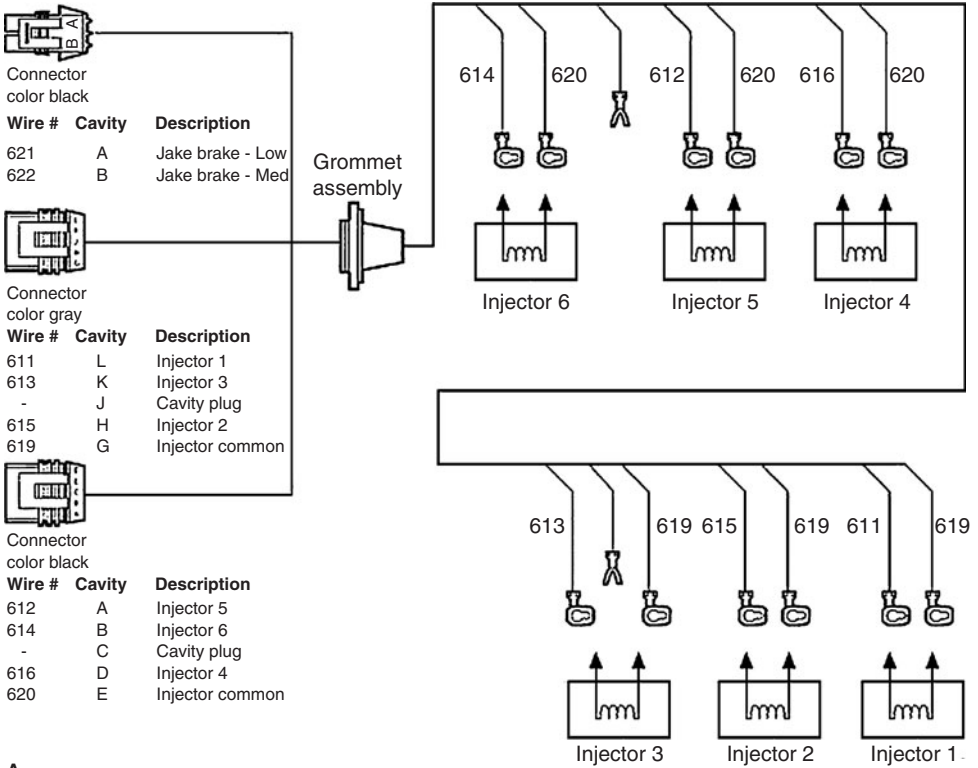 B A
Connector
color black
Wire # Cavity Description
621 A Jake brake - Low
622 B Jake brake - Med
Grommet
assembly
Connector
color gray
Wire # Cavity Description
611 L Injector 1
613 K Injector 3
- J Cavity plug
615 H Injector 2
619 G Injector common
Connector
color black
Wire # Cavity Description
612 A Injector 5
614 B Injector 6
- C Cavity plug
616 D Injector 4
620 E Injector common
614 620 612 620 616 620
Injector 6 Injector 5 Injector 4
613 619 615 619 611 619
Injector 3 Injector 2 Injector 1
A